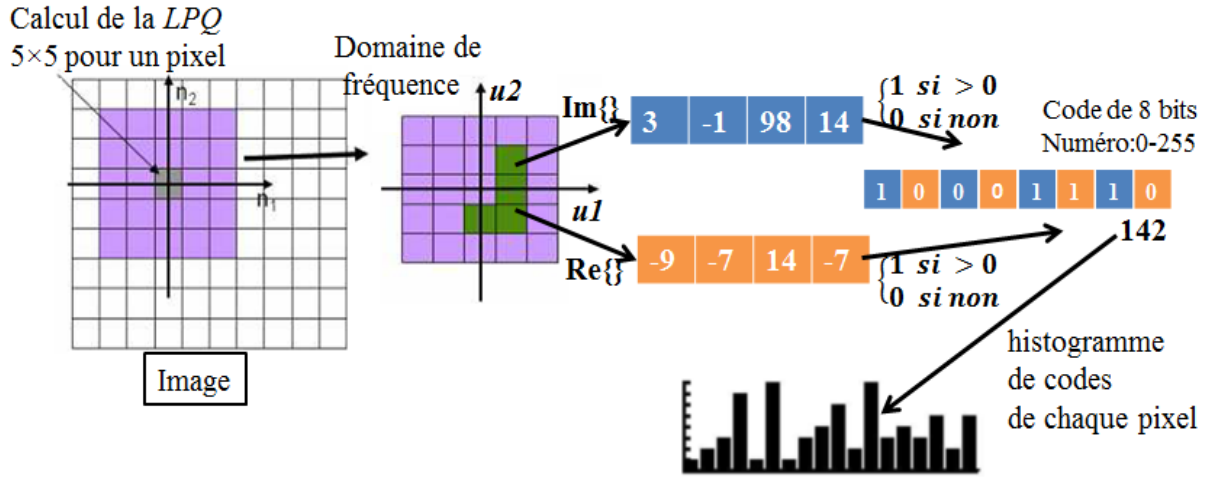 Calcul de la LPQ
5×5 pour un pixel
n2
n1
Image
Domaine de
fréquence
u2
u1
Im{}
3 -1 98 14
{1 si > 0
0 si non
Re{}
-9 -7 14 -7
{1 si > 0
0 si non
Code de 8 bits
Numéro:0-255
1 0 0 0 1 1 1 0
142
histogramme
de codes
de chaque pixel